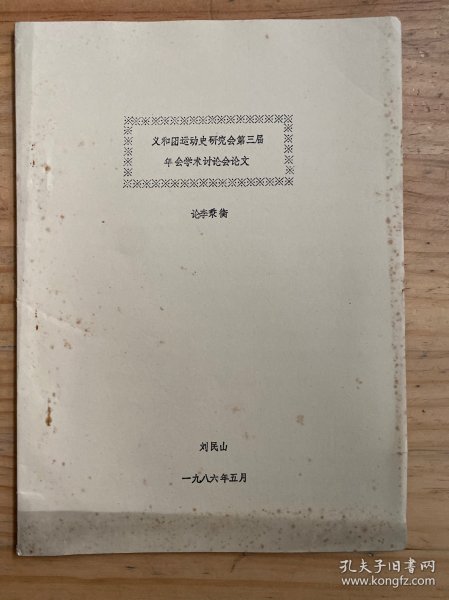 义和团运动史研究会第三届
年会学术讨论会论文
论李秉衡
刘民山
一九八六年五月
孔夫子旧书网
www.kongfz.com